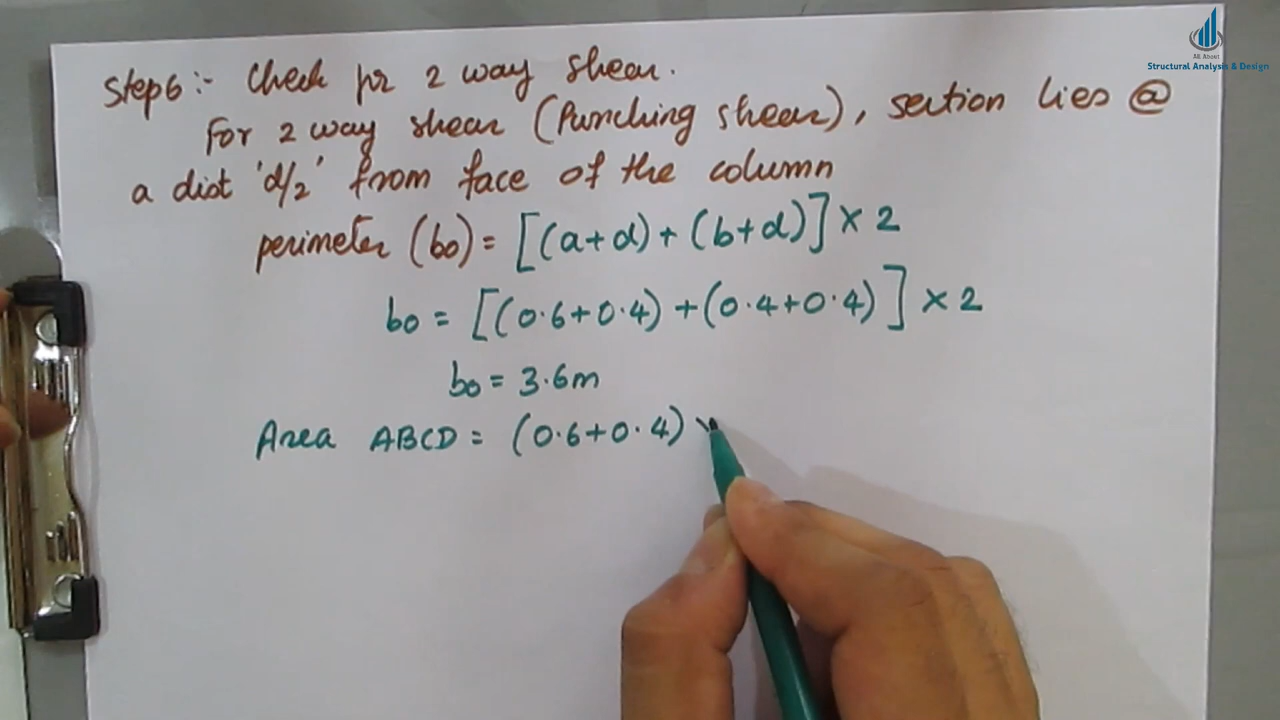 All About
Structural Analysis & Design
Step6:- Check for 2 way shear.
For 2 way shear (Punching shear), section lies @
a dist 'd/2' from face of the column
perimeter (bo) = [(a+d) + (b+d)] × 2
bo = [(0.6+0.4) + (0.4+0.4)] × 2
bo = 3.6m
Area ABCD = (0.6+0.4)